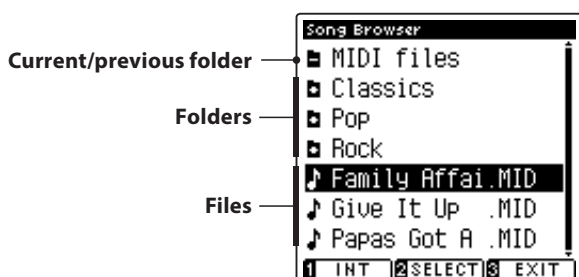 Song Browser
Current/previous folder
MIDI files
Classics
Folders
Pop
Rock
Family Affai.MID
Files
Give It Up .MID
Papas Got A .MID
1 INT 2 SELECT 3 EXIT